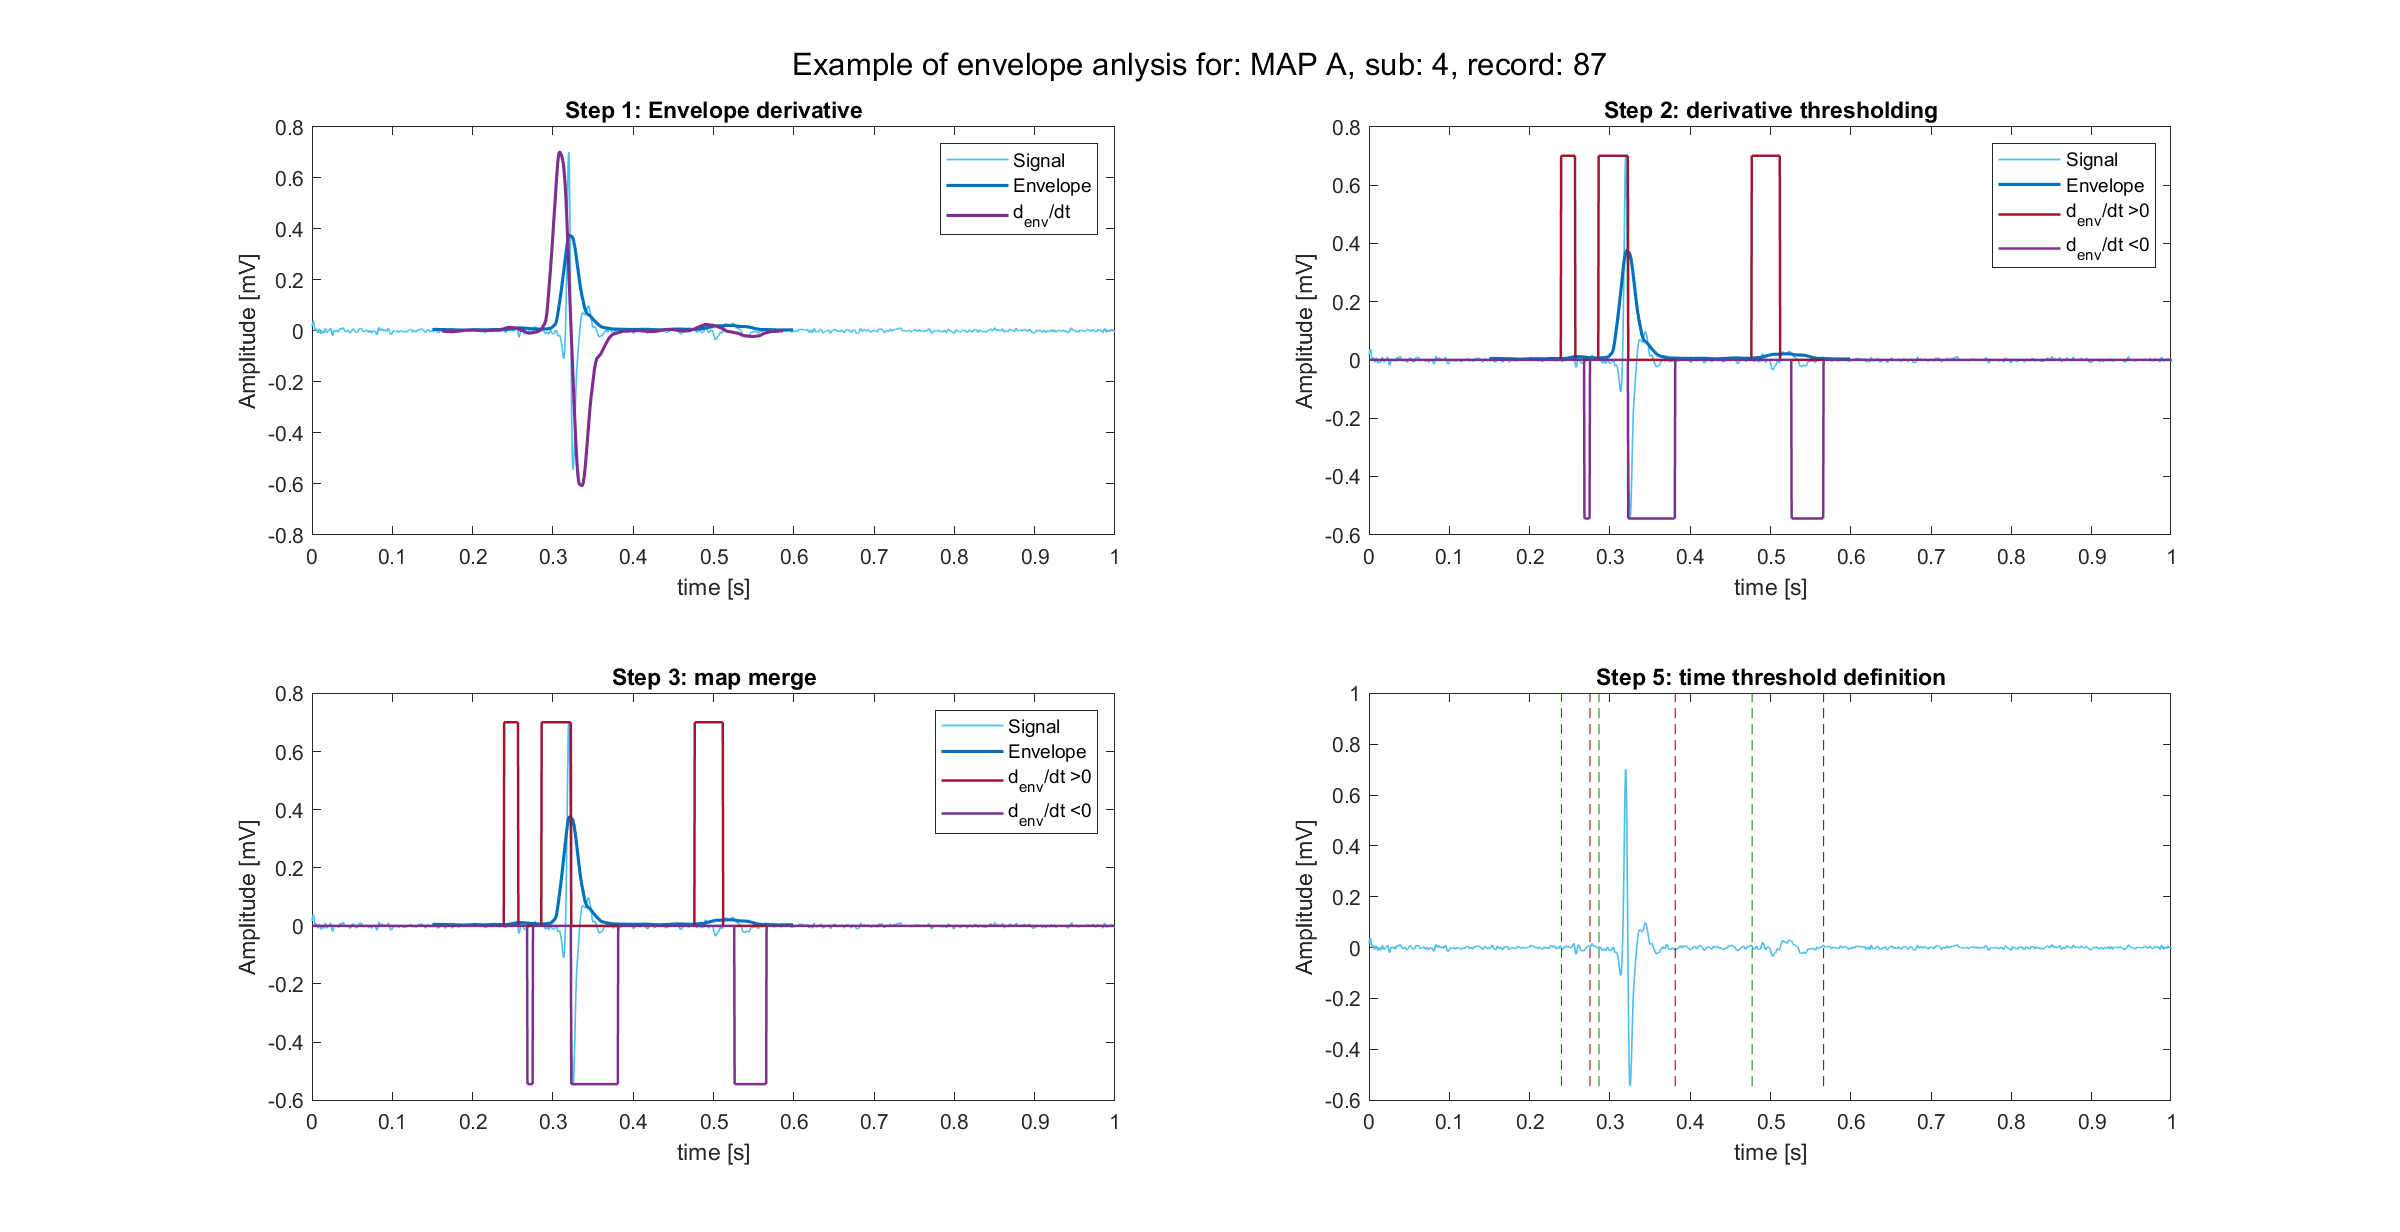 Example of envelope anlysis for: MAP A, sub: 4, record: 87
Step 1: Envelope derivative
0.8
0.6
0.4
0.2
0
-0.2
-0.4
-0.6
-0.8
Amplitude [mV]
0 0.1 0.2 0.3 0.4 0.5 0.6 0.7 0.8 0.9 1
time [s]
Signal
Envelope
d_env/dt
Step 2: derivative thresholding
0.8
0.6
0.4
0.2
0
-0.2
-0.4
-0.6
Amplitude [mV]
0 0.1 0.2 0.3 0.4 0.5 0.6 0.7 0.8 0.9 1
time [s]
Signal
Envelope
d_env/dt >0
d_env/dt <0
Step 3: map merge
0.8
0.6
0.4
0.2
0
-0.2
-0.4
-0.6
Amplitude [mV]
0 0.1 0.2 0.3 0.4 0.5 0.6 0.7 0.8 0.9 1
time [s]
Signal
Envelope
d_env/dt >0
d_env/dt <0
Step 5: time threshold definition
1
0.8
0.6
0.4
0.2
0
-0.2
-0.4
-0.6
Amplitude [mV]
0 0.1 0.2 0.3 0.4 0.5 0.6 0.7 0.8 0.9 1
time [s]